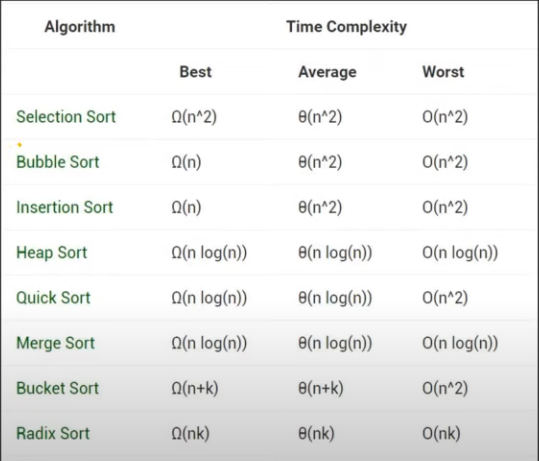 Algorithm Time Complexity
Best Average Worst
Selection Sort Ω(n^2) θ(n^2) O(n^2)
Bubble Sort Ω(n) θ(n^2) O(n^2)
Insertion Sort Ω(n) θ(n^2) O(n^2)
Heap Sort Ω(n log(n)) θ(n log(n)) O(n log(n))
Quick Sort Ω(n log(n)) θ(n log(n)) O(n^2)
Merge Sort Ω(n log(n)) θ(n log(n)) O(n log(n))
Bucket Sort Ω(n+k) θ(n+k) O(n^2)
Radix Sort Ω(nk) θ(nk) O(nk)